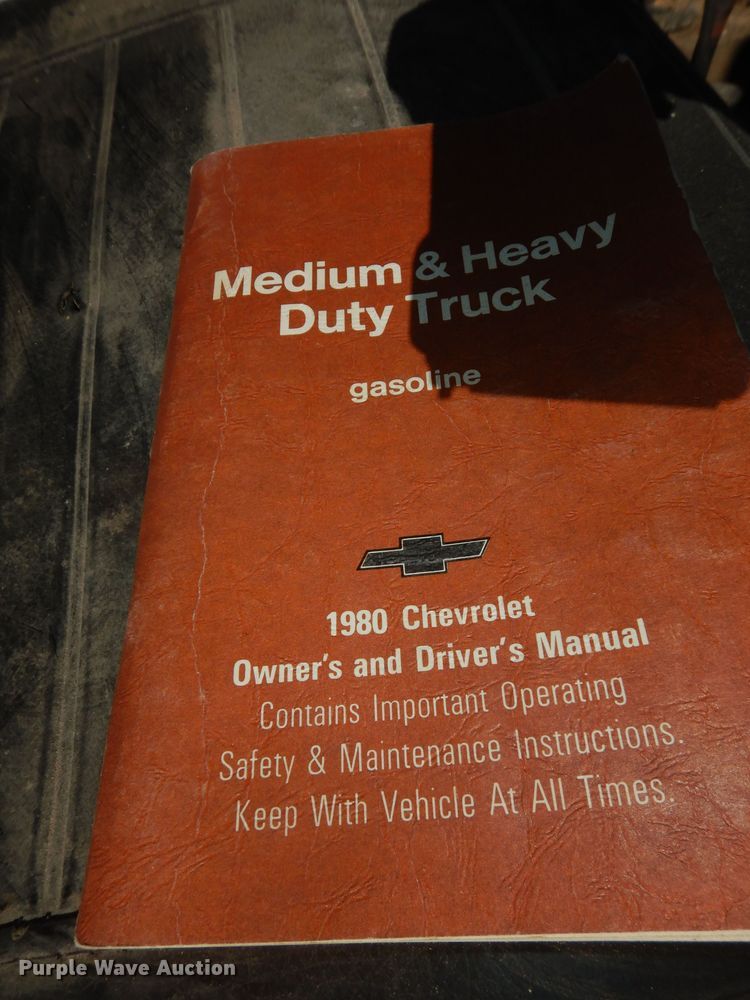 Medium & Heavy
Duty Truck
gasoline
1980 Chevrolet
Owner's and Driver's Manual
Contains Important Operating
Safety & Maintenance Instructions.
Keep With Vehicle At All Times.
Purple Wave Auction